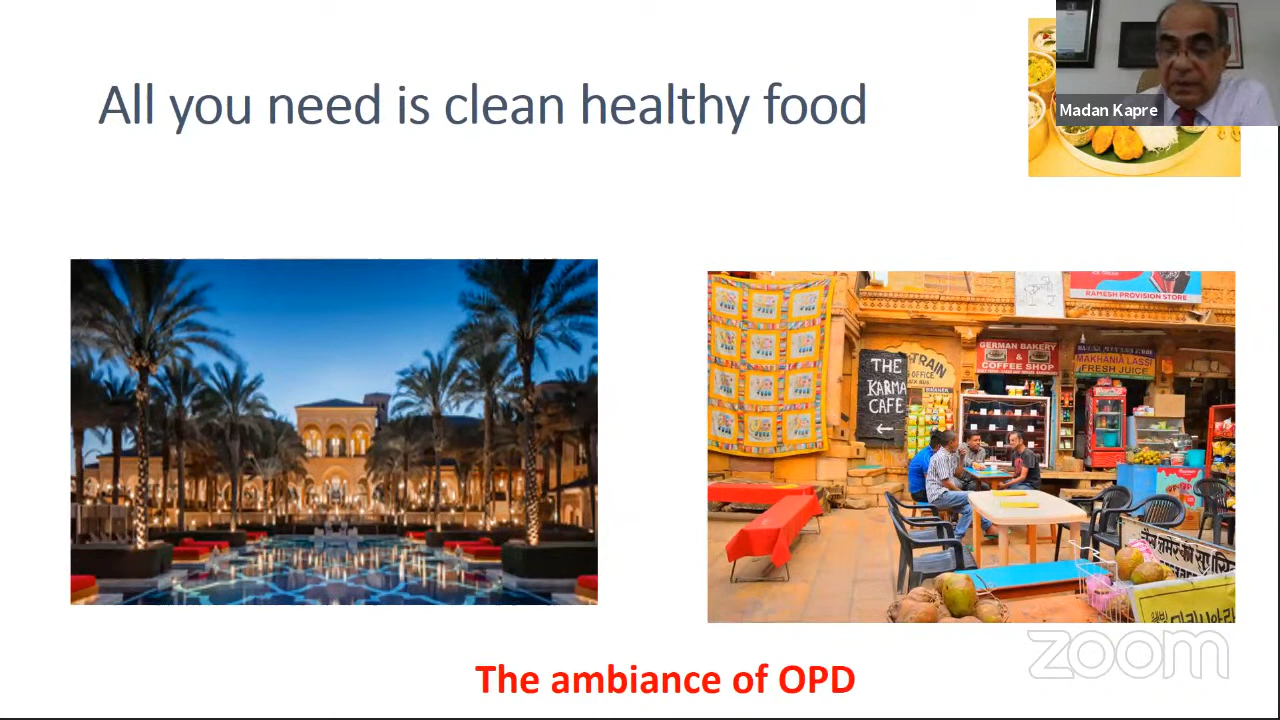 All you need is clean healthy food
Madan Kapre
RAMESH PROVISION STORE
THE
KARMA
CAFE
TRAIN
OFFICE
GERMAN BAKERY
&
COFFEE SHOP
MAKHANIA LASSI
FRESH JUICE
The ambiance of OPD
zoom